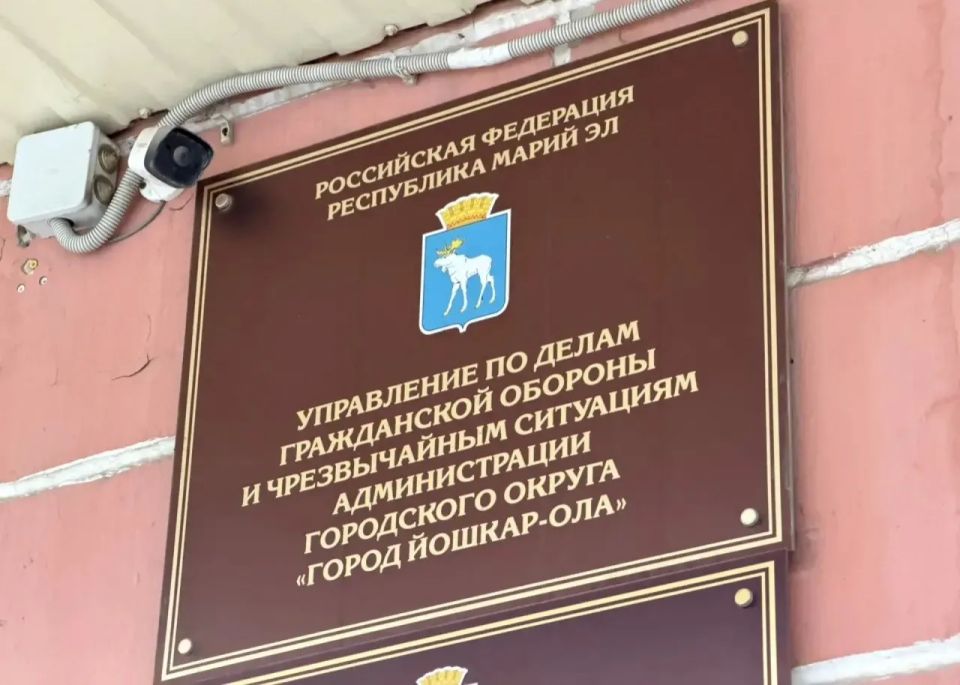 РОССИЙСКАЯ ФЕДЕРАЦИЯ
РЕСПУБЛИКА МАРИЙ ЭЛ
УПРАВЛЕНИЕ ПО ДЕЛАМ
ГРАЖДАНСКОЙ ОБОРОНЫ
И ЧРЕЗВЫЧАЙНЫМ СИТУАЦИЯМ
АДМИНИСТРАЦИИ
ГОРОДСКОГО ОКРУГА
«ГОРОД ЙОШКАР-ОЛА»